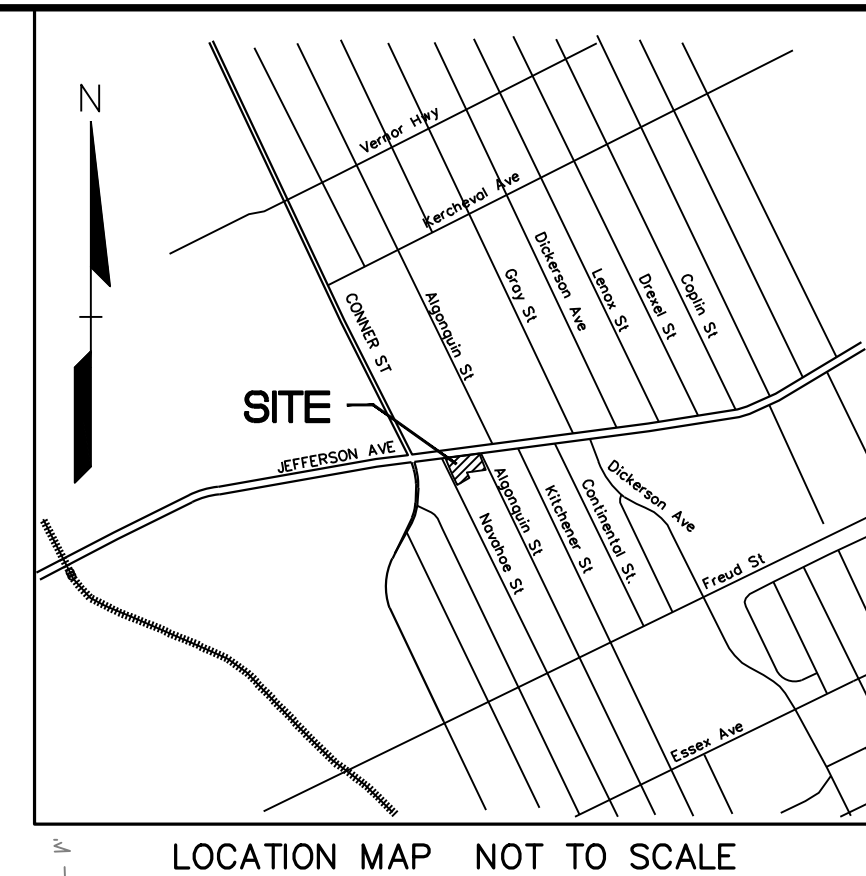 N
Vernor Hwy
Kercheval Ave
CONNER ST
Algonquin St
Gray St
Dickerson Ave
Lenox St
Drexel St
Coplin St
SITE
JEFFERSON AVE
Navahoe St
Algonquin St
Kitchener St
Continental St.
Dickerson Ave
Freud St
Essex Ave
LOCATION MAP NOT TO SCALE